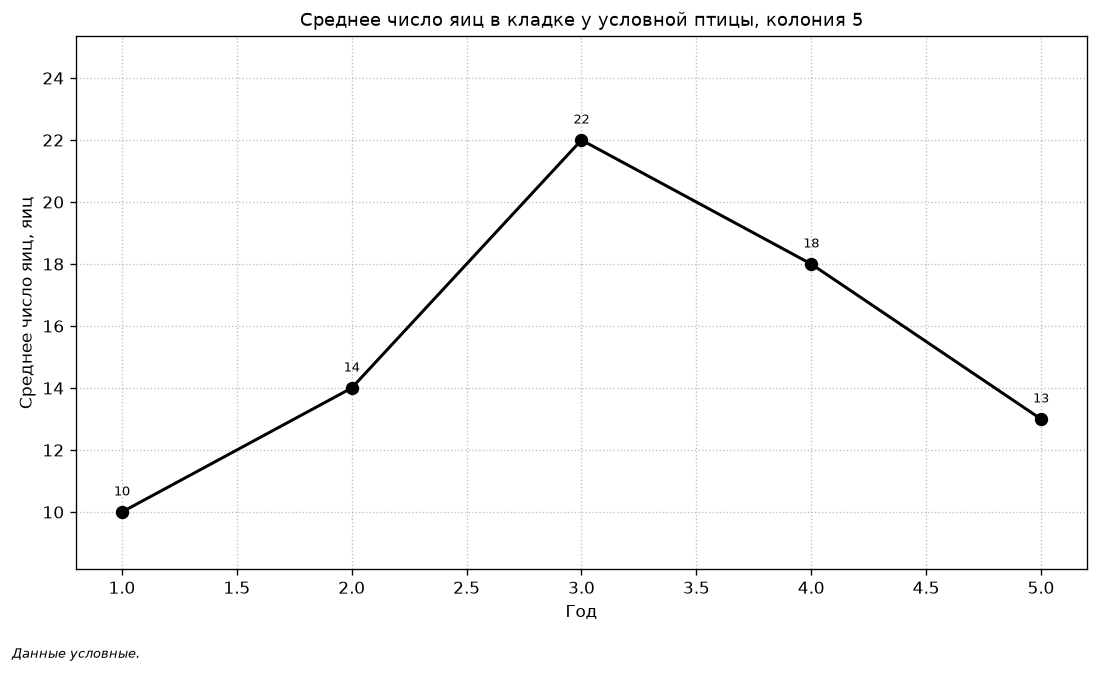 Среднее число яиц в кладке у условной птицы, колония 5
Среднее число яиц, яиц
24
22
20
18
16
14
12
10
10
14
22
18
13
1.0 1.5 2.0 2.5 3.0 3.5 4.0 4.5 5.0
Год
Данные условные.